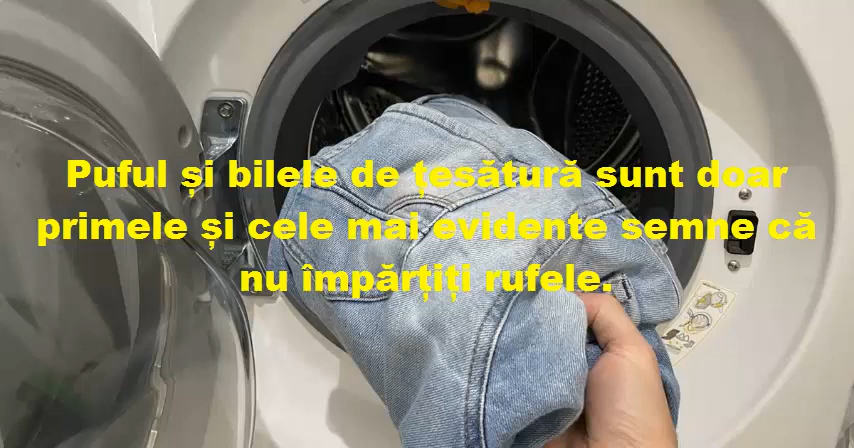 Puful și bilele de țesătură sunt doar
primele și cele mai evidente semne că
nu împărțiți rufele.